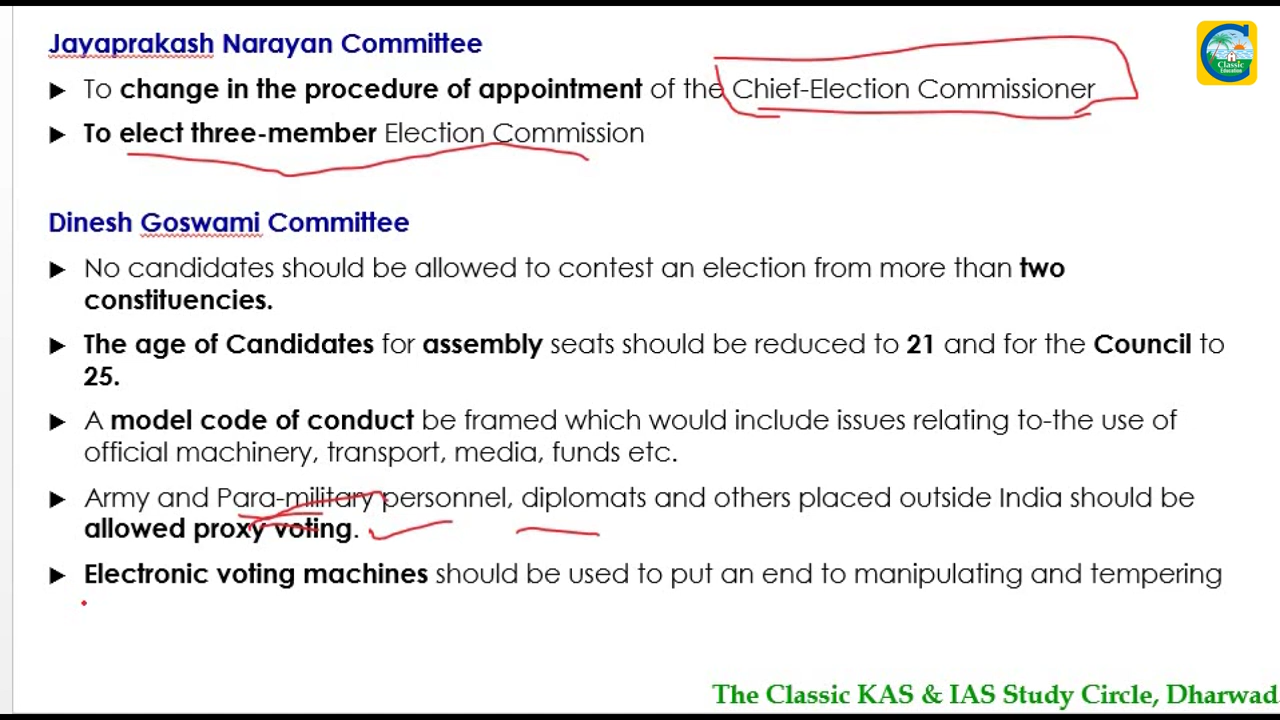 Jayaprakash Narayan Committee
► To change in the procedure of appointment of the Chief-Election Commissioner
► To elect three-member Election Commission
Dinesh Goswami Committee
► No candidates should be allowed to contest an election from more than two
constituencies.
► The age of Candidates for assembly seats should be reduced to 21 and for the Council to
25.
► A model code of conduct be framed which would include issues relating to-the use of
official machinery, transport, media, funds etc.
► Army and Para-military personnel, diplomats and others placed outside India should be
allowed proxy voting.
► Electronic voting machines should be used to put an end to manipulating and tempering
Classic
Education
The Classic KAS & IAS Study Circle, Dharwad